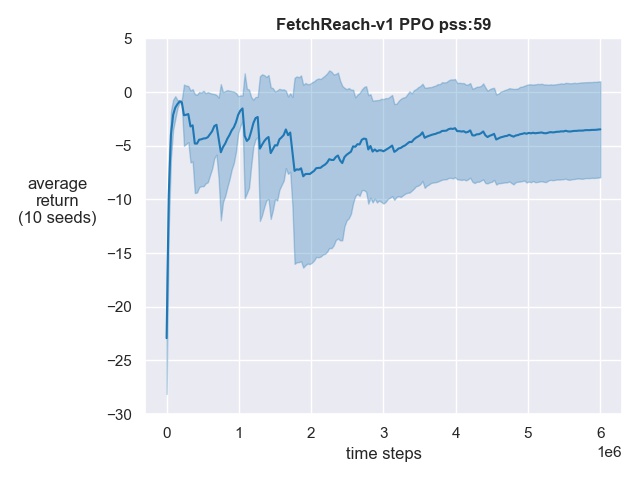 FetchReach-v1 PPO pss:59
5
0
−5
−10
−15
−20
−25
−30
average
return
(10 seeds)
0 1 2 3 4 5 6
1e6
time steps